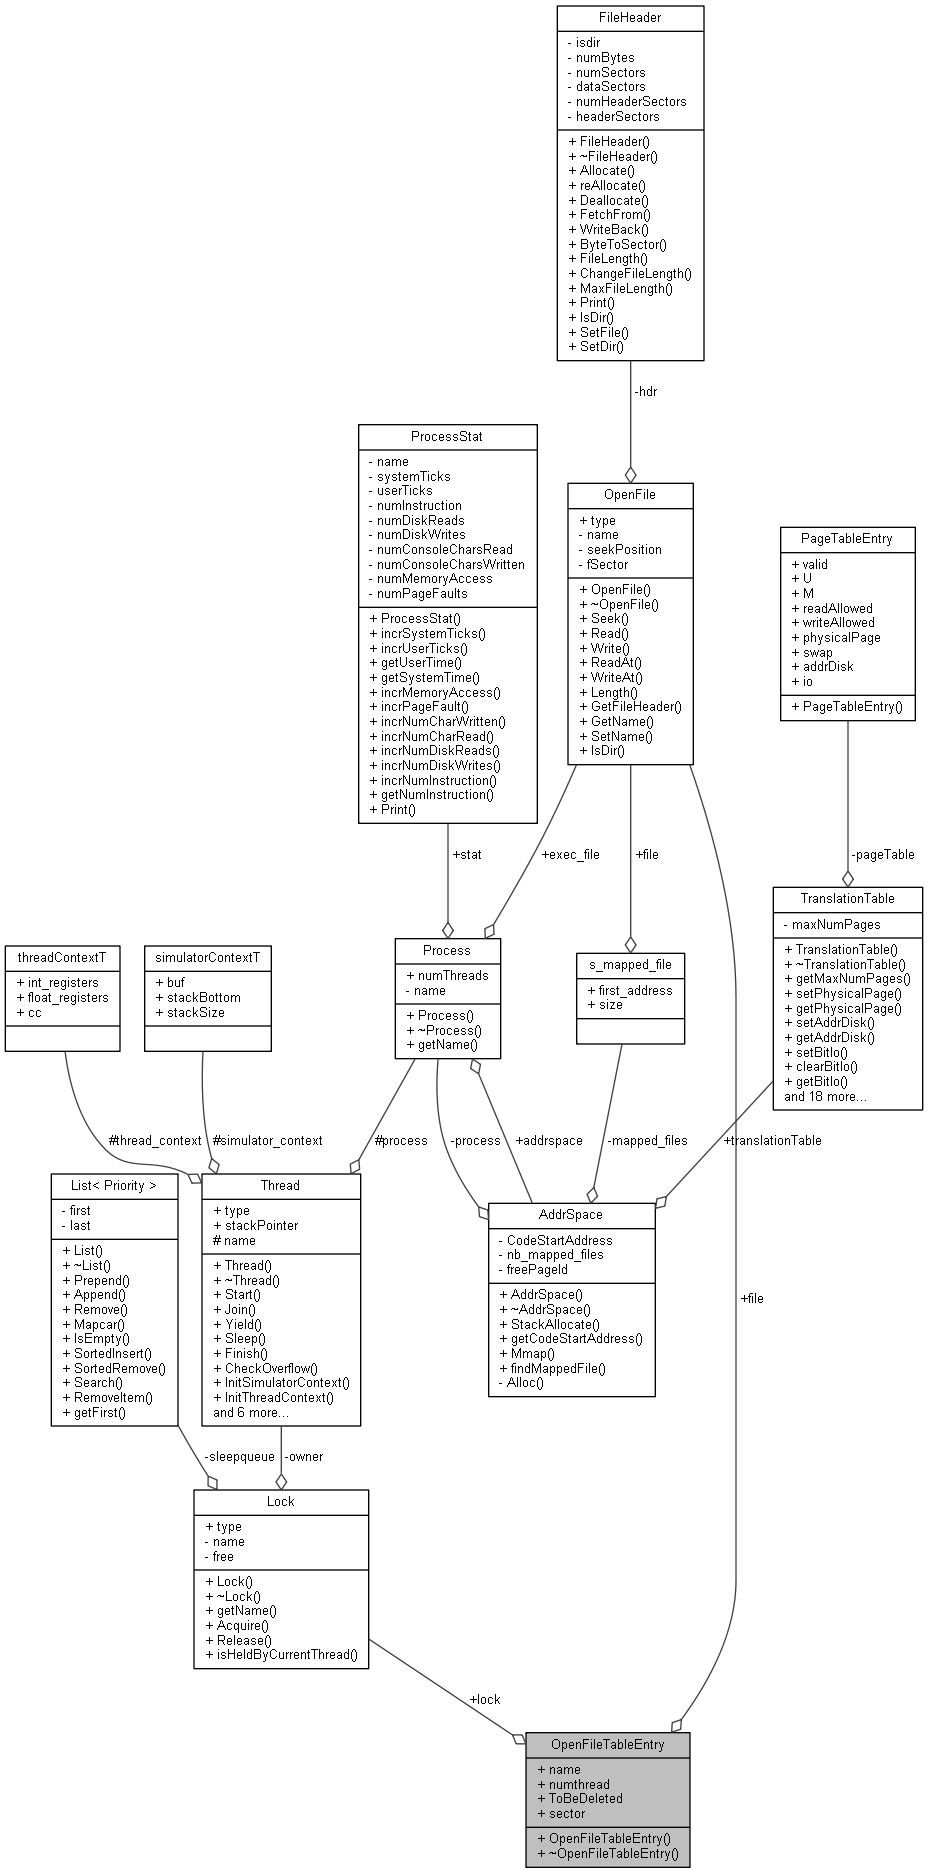 FileHeader
- isdir
- numBytes
- numSectors
- dataSectors
- numHeaderSectors
- headerSectors
+ FileHeader()
+ ~FileHeader()
+ Allocate()
+ reAllocate()
+ Deallocate()
+ FetchFrom()
+ WriteBack()
+ ByteToSector()
+ FileLength()
+ ChangeFileLength()
+ MaxFileLength()
+ Print()
+ IsDir()
+ SetFile()
+ SetDir()
-hdr
ProcessStat
- name
- systemTicks
- userTicks
- numInstruction
- numDiskReads
- numDiskWrites
- numConsoleCharsRead
- numConsoleCharsWritten
- numMemoryAccess
- numPageFaults
+ ProcessStat()
+ incrSystemTicks()
+ incrUserTicks()
+ getUserTime()
+ getSystemTime()
+ incrMemoryAccess()
+ incrPageFault()
+ incrNumCharWritten()
+ incrNumCharRead()
+ incrNumDiskReads()
+ incrNumDiskWrites()
+ incrNumInstruction()
+ getNumInstruction()
+ Print()
OpenFile
+ type
- name
- seekPosition
- fSector
+ OpenFile()
+ ~OpenFile()
+ Seek()
+ Read()
+ Write()
+ ReadAt()
+ WriteAt()
+ Length()
+ GetFileHeader()
+ GetName()
+ SetName()
+ IsDir()
PageTableEntry
+ valid
+ U
+ M
+ readAllowed
+ writeAllowed
+ physicalPage
+ swap
+ addrDisk
+ io
+ PageTableEntry()
+stat
+exec_file
+file
-pageTable
threadContextT
+ int_registers
+ float_registers
+ cc
simulatorContextT
+ buf
+ stackBottom
+ stackSize
Process
+ numThreads
- name
+ Process()
+ ~Process()
+ getName()
s_mapped_file
+ first_address
+ size
TranslationTable
- maxNumPages
+ TranslationTable()
+ ~TranslationTable()
+ getMaxNumPages()
+ setPhysicalPage()
+ getPhysicalPage()
+ setAddrDisk()
+ getAddrDisk()
+ setBitIo()
+ clearBitIo()
+ getBitIo()
and 18 more...
#thread_context
#simulator_context
#process
-process
+addrspace
-mapped_files
+translationTable
List< Priority >
- first
- last
+ List()
+ ~List()
+ Prepend()
+ Append()
+ Remove()
+ Mapcar()
+ IsEmpty()
+ SortedInsert()
+ SortedRemove()
+ Search()
+ RemoveItem()
+ getFirst()
Thread
+ type
+ stackPointer
# name
+ Thread()
+ ~Thread()
+ Start()
+ Join()
+ Yield()
+ Sleep()
+ Finish()
+ CheckOverflow()
+ InitSimulatorContext()
+ InitThreadContext()
and 6 more...
AddrSpace
- CodeStartAddress
- nb_mapped_files
- freePageId
+ AddrSpace()
+ ~AddrSpace()
+ StackAllocate()
+ getCodeStartAddress()
+ Mmap()
+ findMappedFile()
- Alloc()
+file
-sleepqueue
-owner
Lock
+ type
- name
- free
+ Lock()
+ ~Lock()
+ getName()
+ Acquire()
+ Release()
+ isHeldByCurrentThread()
+lock
OpenFileTableEntry
+ name
+ numthread
+ ToBeDeleted
+ sector
+ OpenFileTableEntry()
+ ~OpenFileTableEntry()